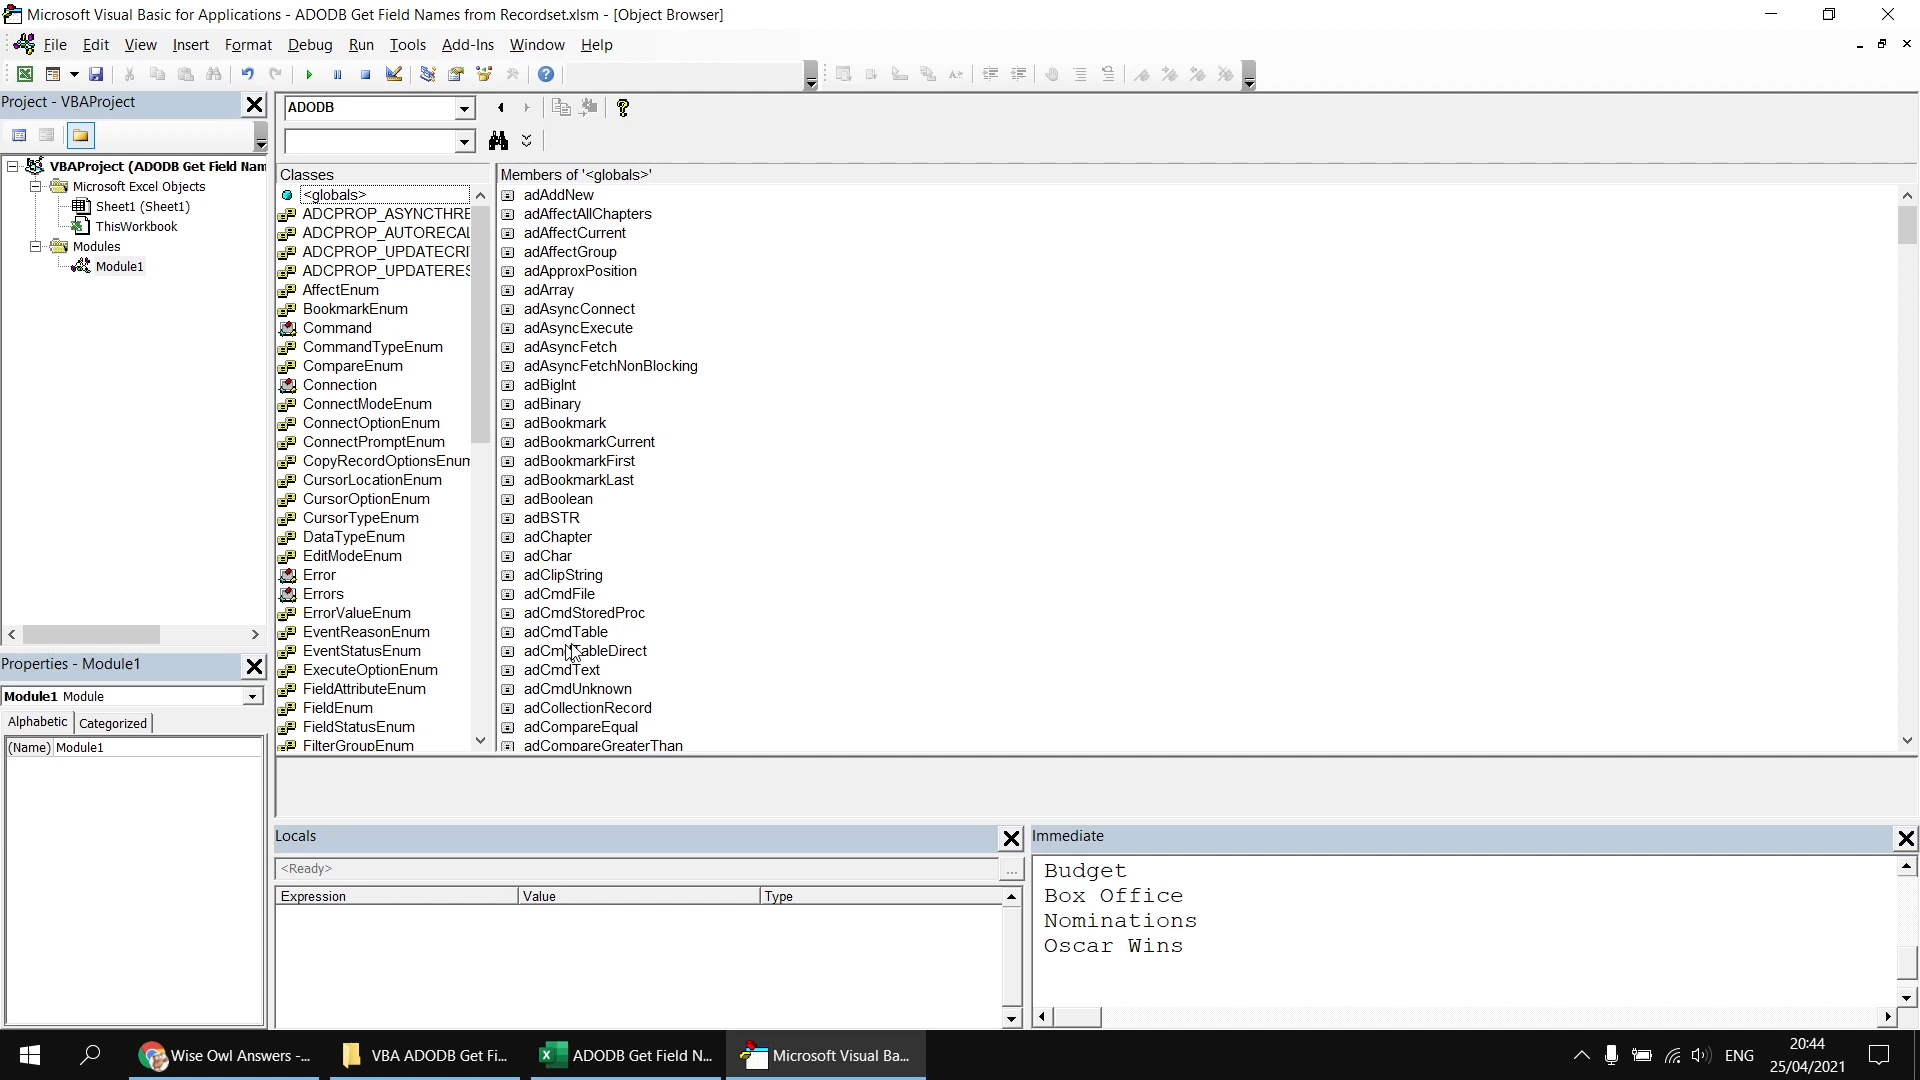 Microsoft Visual Basic for Applications - ADODB Get Field Names from Recordset.xlsm - [Object Browser]
File Edit View Insert Format Debug Run Tools Add-Ins Window Help
Project - VBAProject
VBAProject (ADODB Get Field Nam
Microsoft Excel Objects
Sheet1 (Sheet1)
ThisWorkbook
Modules
Module1
Properties - Module1
Module1 Module
Alphabetic Categorized
(Name) Module1
ADODB
Classes
<globals>
ADCPROP_ASYNCTHRE
ADCPROP_AUTORECAL
ADCPROP_UPDATECRI
ADCPROP_UPDATERES
AffectEnum
BookmarkEnum
Command
CommandTypeEnum
CompareEnum
Connection
ConnectModeEnum
ConnectOptionEnum
ConnectPromptEnum
CopyRecordOptionsEnum
CursorLocationEnum
CursorOptionEnum
CursorTypeEnum
DataTypeEnum
EditModeEnum
Error
Errors
ErrorValueEnum
EventReasonEnum
EventStatusEnum
ExecuteOptionEnum
FieldAttributeEnum
FieldEnum
FieldStatusEnum
FilterGroupEnum
Members of '<globals>'
adAddNew
adAffectAllChapters
adAffectCurrent
adAffectGroup
adApproxPosition
adArray
adAsyncConnect
adAsyncExecute
adAsyncFetch
adAsyncFetchNonBlocking
adBigInt
adBinary
adBookmark
adBookmarkCurrent
adBookmarkFirst
adBookmarkLast
adBoolean
adBSTR
adChapter
adChar
adClipString
adCmdFile
adCmdStoredProc
adCmdTable
adCmdTableDirect
adCmdText
adCmdUnknown
adCollectionRecord
adCompareEqual
adCompareGreaterThan
Locals
<Ready>
...
Expression Value Type
Immediate
Budget
Box Office
Nominations
Oscar Wins
Wise Owl Answers -...
VBA ADODB Get Fi...
ADODB Get Field N...
Microsoft Visual Ba...
ENG
20:44
25/04/2021